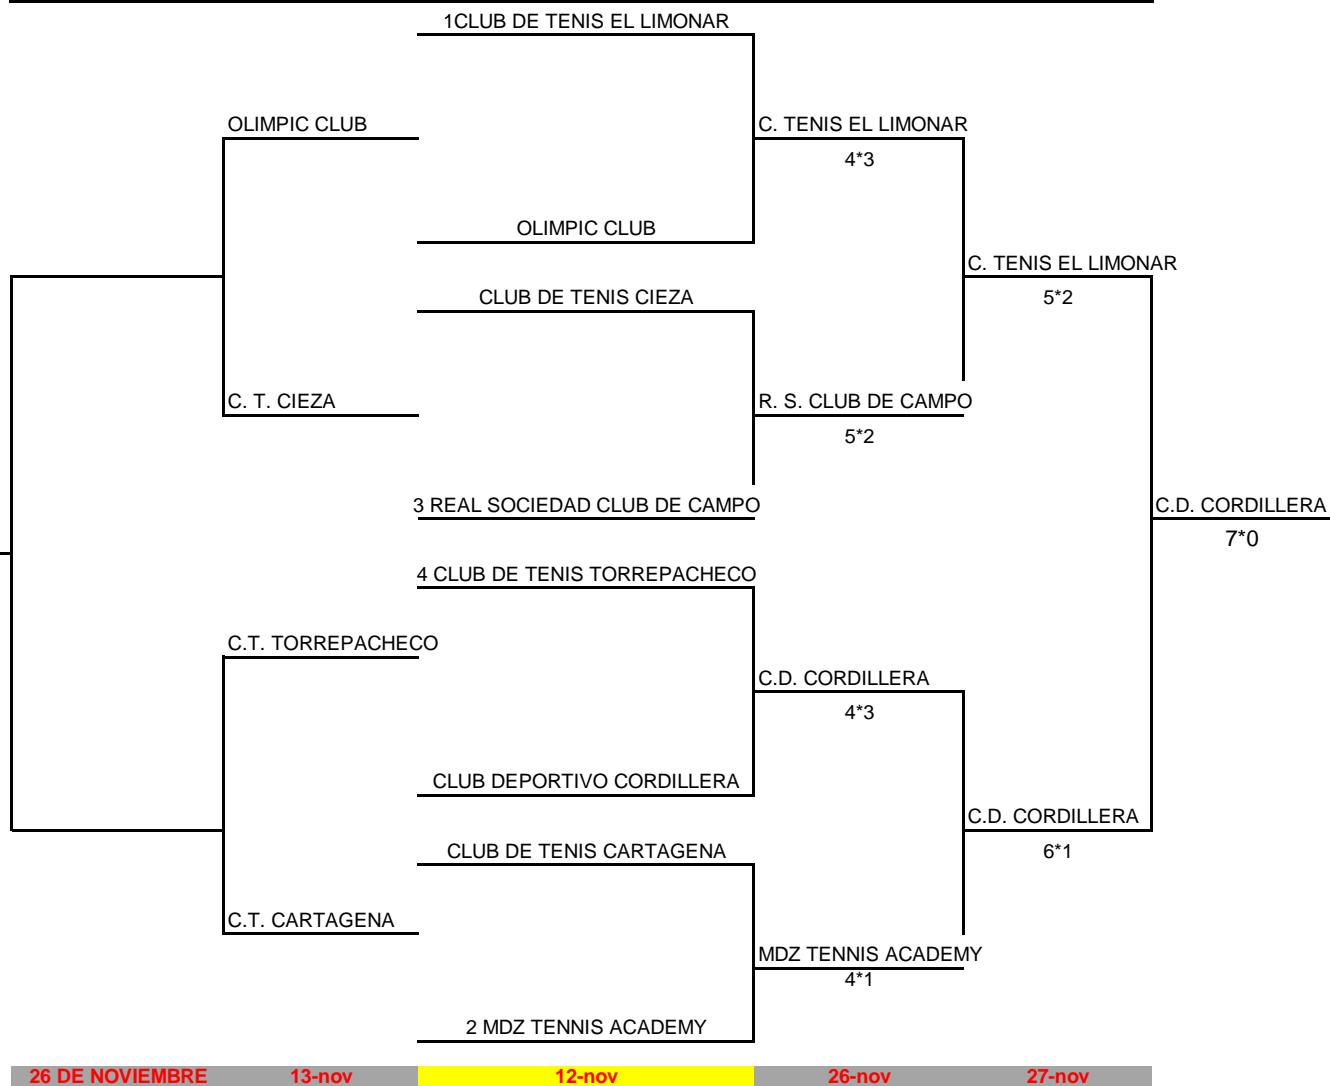 1CLUB DE TENIS EL LIMONAR
OLIMPIC CLUB
C. TENIS EL LIMONAR
4*3
OLIMPIC CLUB
C. TENIS EL LIMONAR
CLUB DE TENIS CIEZA
5*2
C. T. CIEZA
R. S. CLUB DE CAMPO
5*2
3 REAL SOCIEDAD CLUB DE CAMPO
C.D. CORDILLERA
7*0
4 CLUB DE TENIS TORREPACHECO
C.T. TORREPACHECO
C.D. CORDILLERA
4*3
CLUB DEPORTIVO CORDILLERA
C.D. CORDILLERA
CLUB DE TENIS CARTAGENA
6*1
C.T. CARTAGENA
MDZ TENNIS ACADEMY
4*1
2 MDZ TENNIS ACADEMY
26 DE NOVIEMBRE 13-nov 12-nov 26-nov 27-nov